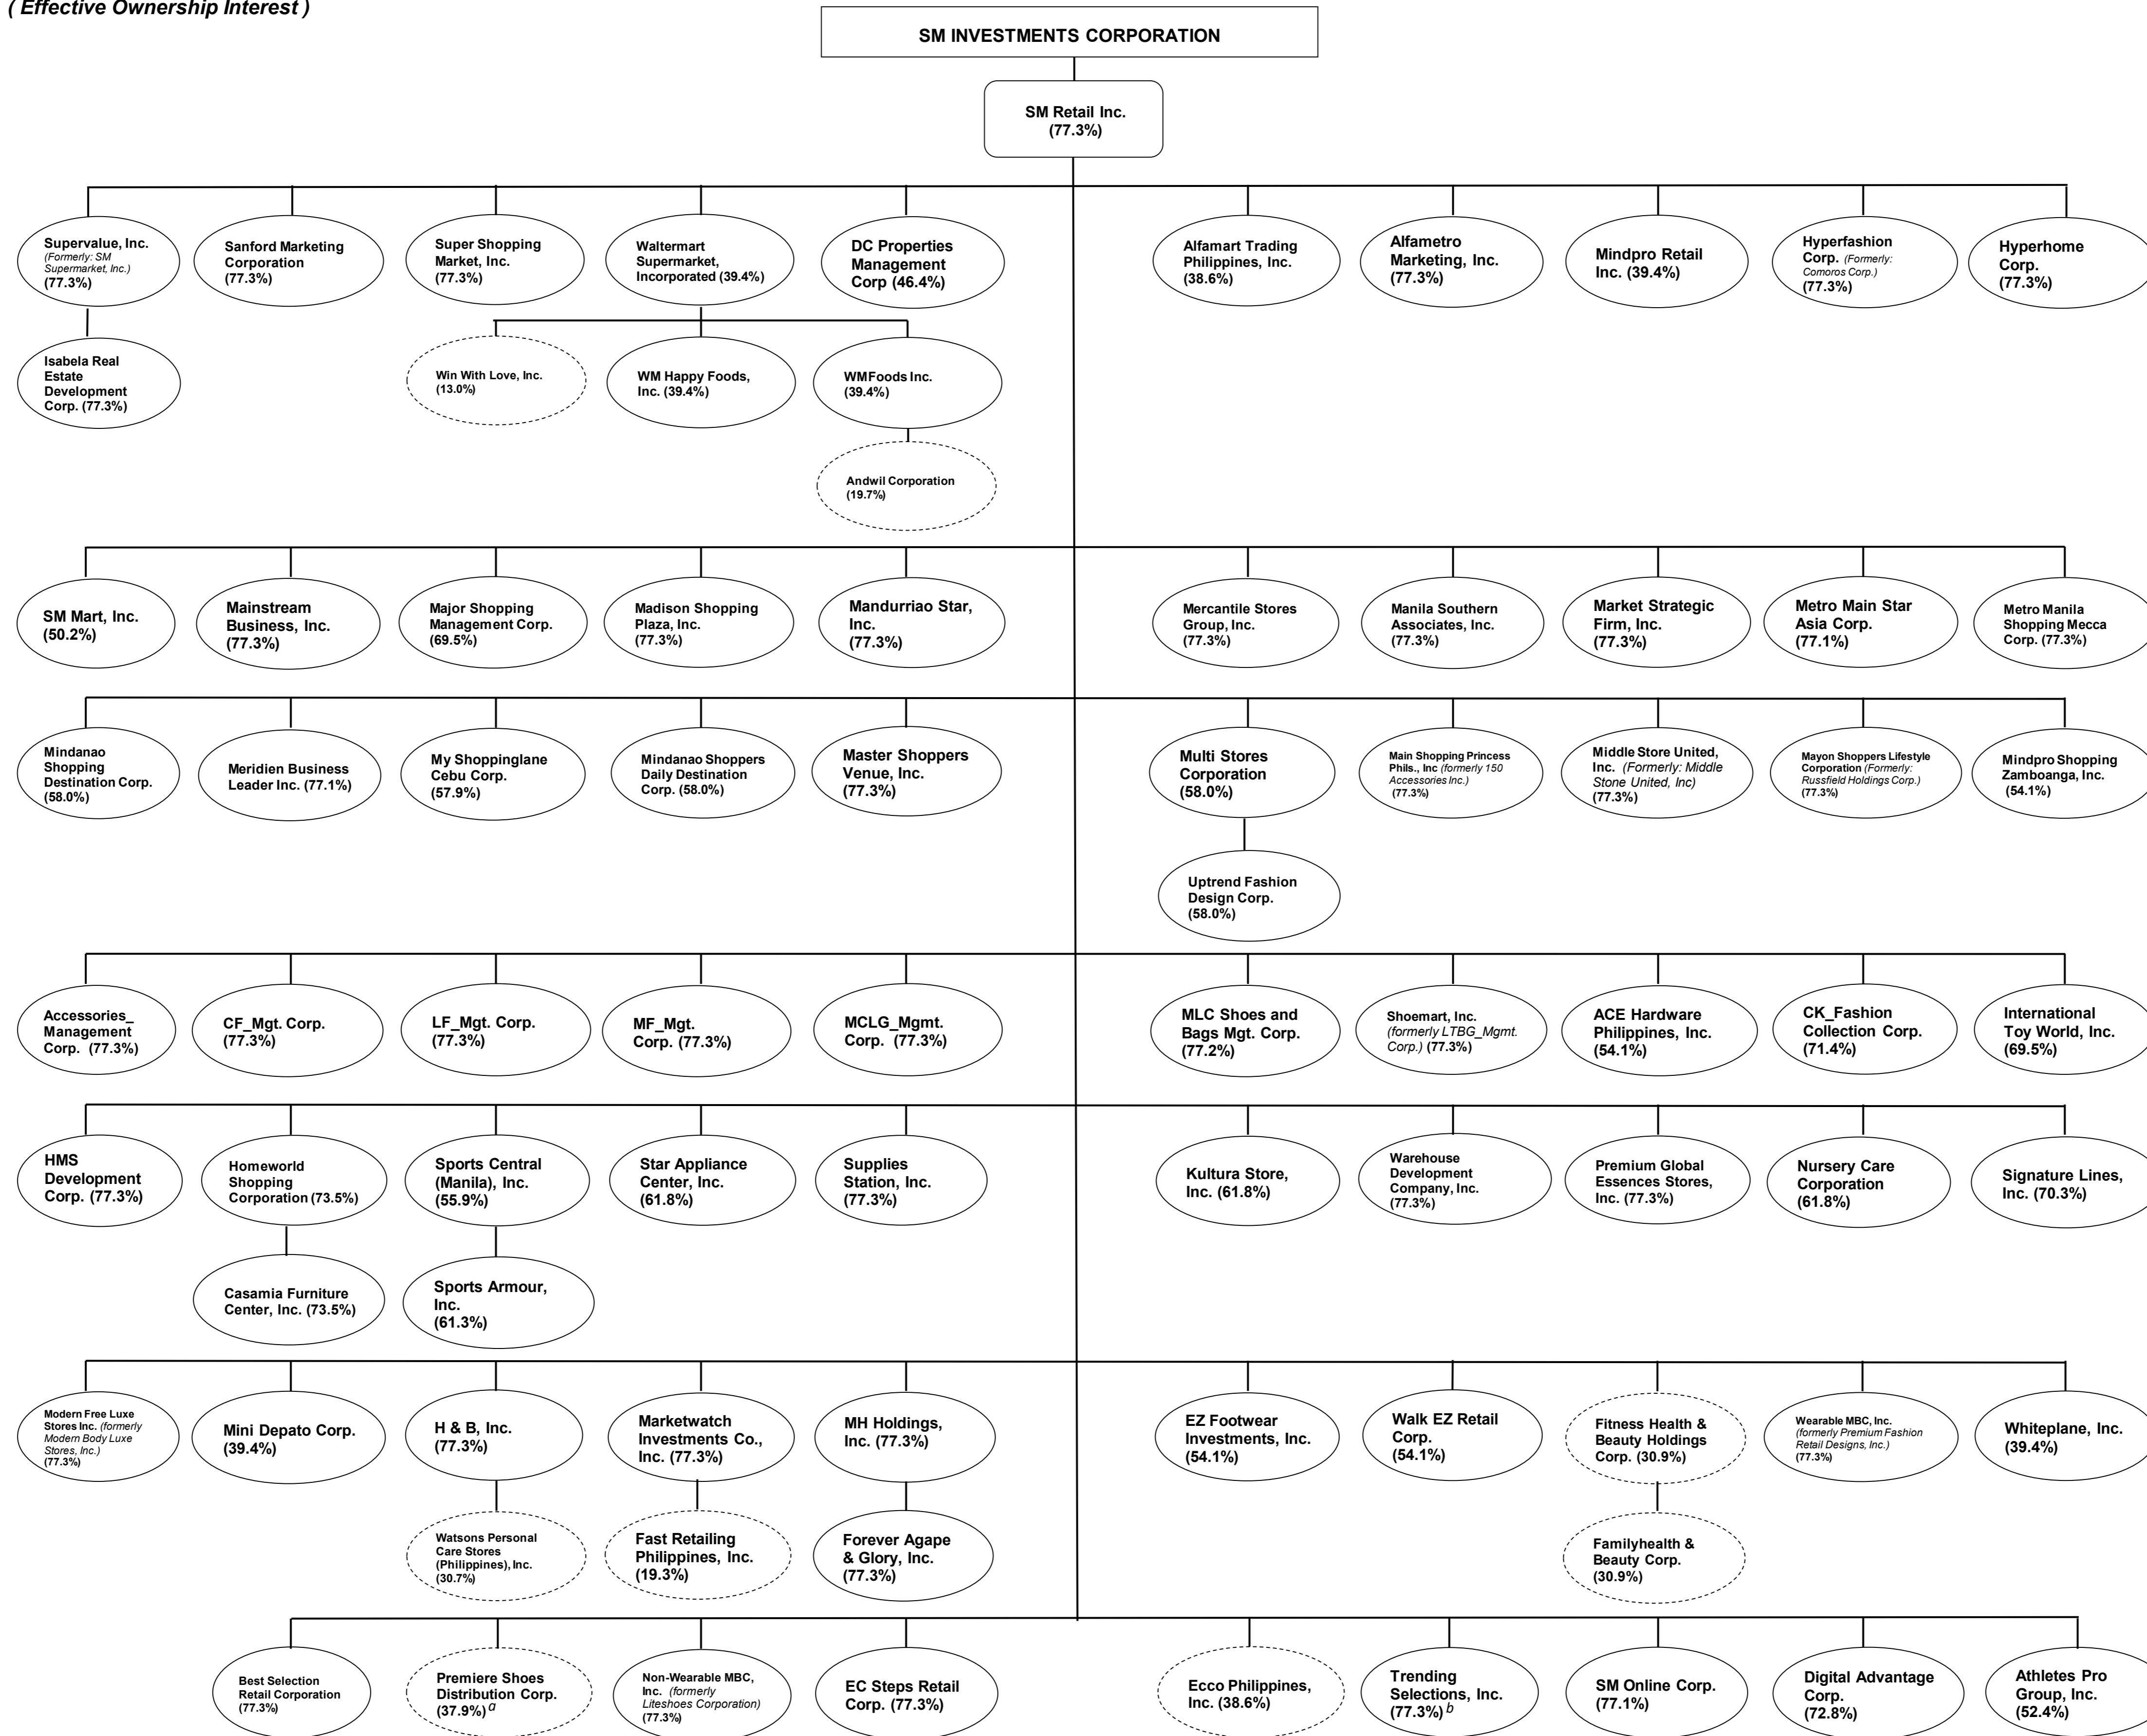 ( Effective Ownership Interest )
SM INVESTMENTS CORPORATION
SM Retail Inc.
(77.3%)
Supervalue, Inc.
(Formerly: SM
Supermarket, Inc.)
(77.3%)
Sanford Marketing
Corporation
(77.3%)
Super Shopping
Market, Inc.
(77.3%)
Waltermart
Supermarket,
Incorporated (39.4%)
DC Properties
Management
Corp (46.4%)
Alfamart Trading
Philippines, Inc.
(38.6%)
Alfametro
Marketing, Inc.
(77.3%)
Mindpro Retail
Inc. (39.4%)
Hyperfashion
Corp. (Formerly:
Comoros Corp.)
(77.3%)
Hyperhome
Corp.
(77.3%)
Isabela Real
Estate
Development
Corp. (77.3%)
Win With Love, Inc.
(13.0%)
WM Happy Foods,
Inc. (39.4%)
WMFoods Inc.
(39.4%)
Andwil Corporation
(19.7%)
SM Mart, Inc.
(50.2%)
Mainstream
Business, Inc.
(77.3%)
Major Shopping
Management Corp.
(69.5%)
Madison Shopping
Plaza, Inc.
(77.3%)
Mandurriao Star,
Inc.
(77.3%)
Mercantile Stores
Group, Inc.
(77.3%)
Manila Southern
Associates, Inc.
(77.3%)
Market Strategic
Firm, Inc.
(77.3%)
Metro Main Star
Asia Corp.
(77.1%)
Metro Manila
Shopping Mecca
Corp. (77.3%)
Mindanao
Shopping
Destination Corp.
(58.0%)
Meridien Business
Leader Inc. (77.1%)
My Shoppinglane
Cebu Corp.
(57.9%)
Mindanao Shoppers
Daily Destination
Corp. (58.0%)
Master Shoppers
Venue, Inc.
(77.3%)
Multi Stores
Corporation
(58.0%)
Main Shopping Princess
Phils., Inc (formerly 150
Accessories Inc.)
(77.3%)
Middle Store United,
Inc. (Formerly: Middle
Stone United, Inc)
(77.3%)
Mayon Shoppers Lifestyle
Corporation (Formerly:
Russfield Holdings Corp.)
(77.3%)
Mindpro Shopping
Zamboanga, Inc.
(54.1%)
Uptrend Fashion
Design Corp.
(58.0%)
Accessories_
Management
Corp. (77.3%)
CF_Mgt. Corp.
(77.3%)
LF_Mgt. Corp.
(77.3%)
MF_Mgt.
Corp. (77.3%)
MCLG_Mgmt.
Corp. (77.3%)
MLC Shoes and
Bags Mgt. Corp.
(77.2%)
Shoemart, Inc.
(formerly LTBG_Mgmt.
Corp.) (77.3%)
ACE Hardware
Philippines, Inc.
(54.1%)
CK_Fashion
Collection Corp.
(71.4%)
International
Toy World, Inc.
(69.5%)
HMS
Development
Corp. (77.3%)
Homeworld
Shopping
Corporation (73.5%)
Sports Central
(Manila), Inc.
(55.9%)
Star Appliance
Center, Inc.
(61.8%)
Supplies
Station, Inc.
(77.3%)
Kultura Store,
Inc. (61.8%)
Warehouse
Development
Company, Inc.
(77.3%)
Premium Global
Essences Stores,
Inc. (77.3%)
Nursery Care
Corporation
(61.8%)
Signature Lines,
Inc. (70.3%)
Casamia Furniture
Center, Inc. (73.5%)
Sports Armour,
Inc.
(61.3%)
Modern Free Luxe
Stores Inc. (formerly
Modern Body Luxe
Stores, Inc.)
(77.3%)
Mini Depato Corp.
(39.4%)
H & B, Inc.
(77.3%)
Marketwatch
Investments Co.,
Inc. (77.3%)
MH Holdings,
Inc. (77.3%)
EZ Footwear
Investments, Inc.
(54.1%)
Walk EZ Retail
Corp.
(54.1%)
Fitness Health &
Beauty Holdings
Corp. (30.9%)
Wearable MBC, Inc.
(formerly Premium Fashion
Retail Designs, Inc.)
(77.3%)
Whiteplane, Inc.
(39.4%)
Watsons Personal
Care Stores
(Philippines), Inc.
(30.7%)
Fast Retailing
Philippines, Inc.
(19.3%)
Forever Agape
& Glory, Inc.
(77.3%)
Familyhealth &
Beauty Corp.
(30.9%)
Best Selection
Retail Corporation
(77.3%)
Premiere Shoes
Distribution Corp.
(37.9%) a
Non-Wearable MBC,
Inc. (formerly
Liteshoes Corporation)
(77.3%)
EC Steps Retail
Corp. (77.3%)
Ecco Philippines,
Inc. (38.6%)
Trending
Selections, Inc.
(77.3%) b
SM Online Corp.
(77.1%)
Digital Advantage
Corp.
(72.8%)
Athletes Pro
Group, Inc.
(52.4%)